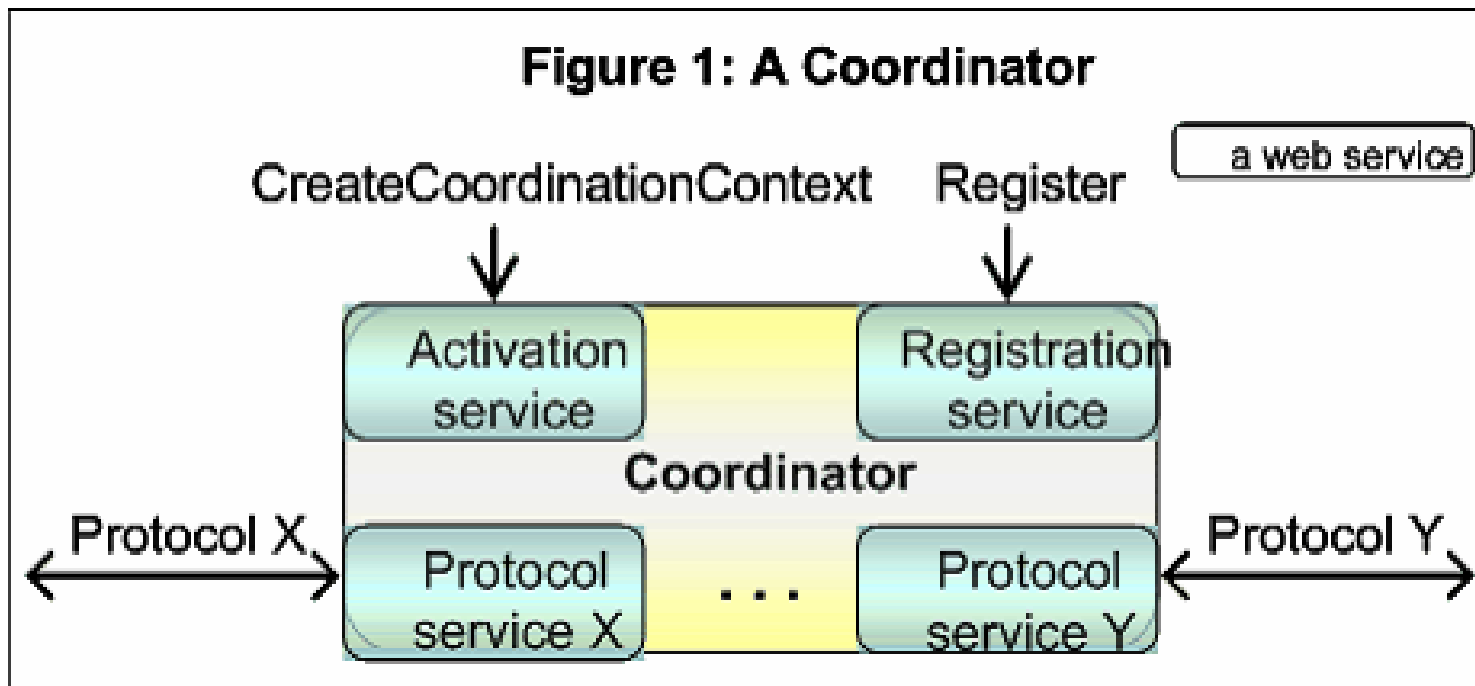 Figure 1: A Coordinator
a web service
CreateCoordinationContext
Register
Activation
service
Registration
service
Coordinator
Protocol X
Protocol
service X
...
Protocol
service Y
Protocol Y